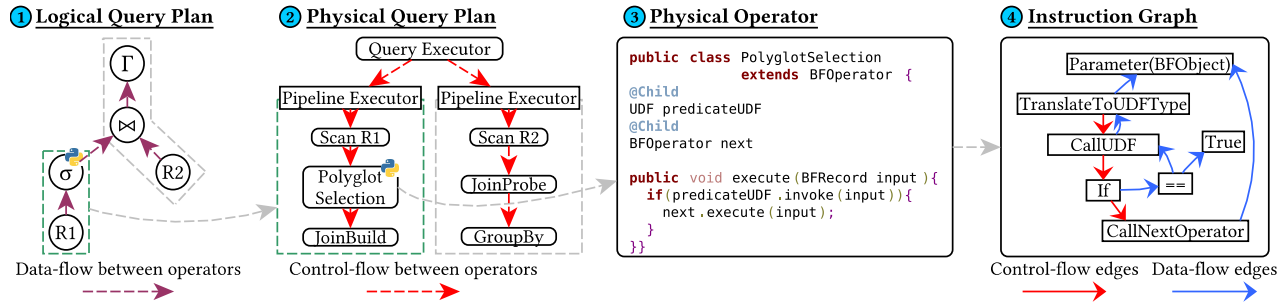 1 Logical Query Plan
Γ
⋈
σ
R2
R1
Data-flow between operators
2 Physical Query Plan
Query Executor
Pipeline Executor
Pipeline Executor
Scan R1
Scan R2
Polyglot
Selection
JoinProbe
JoinBuild
GroupBy
Control-flow between operators
3 Physical Operator
public class PolyglotSelection
extends BFOperator {
@Child
UDF predicateUDF
@Child
BFOperator next
public void execute(BFRecord input){
if(predicateUDF.invoke(input)){
next.execute(input);
}
}}
4 Instruction Graph
Parameter(BFObject)
TranslateToUDFType
CallUDF
True
If
==
CallNextOperator
Control-flow edges
Data-flow edges